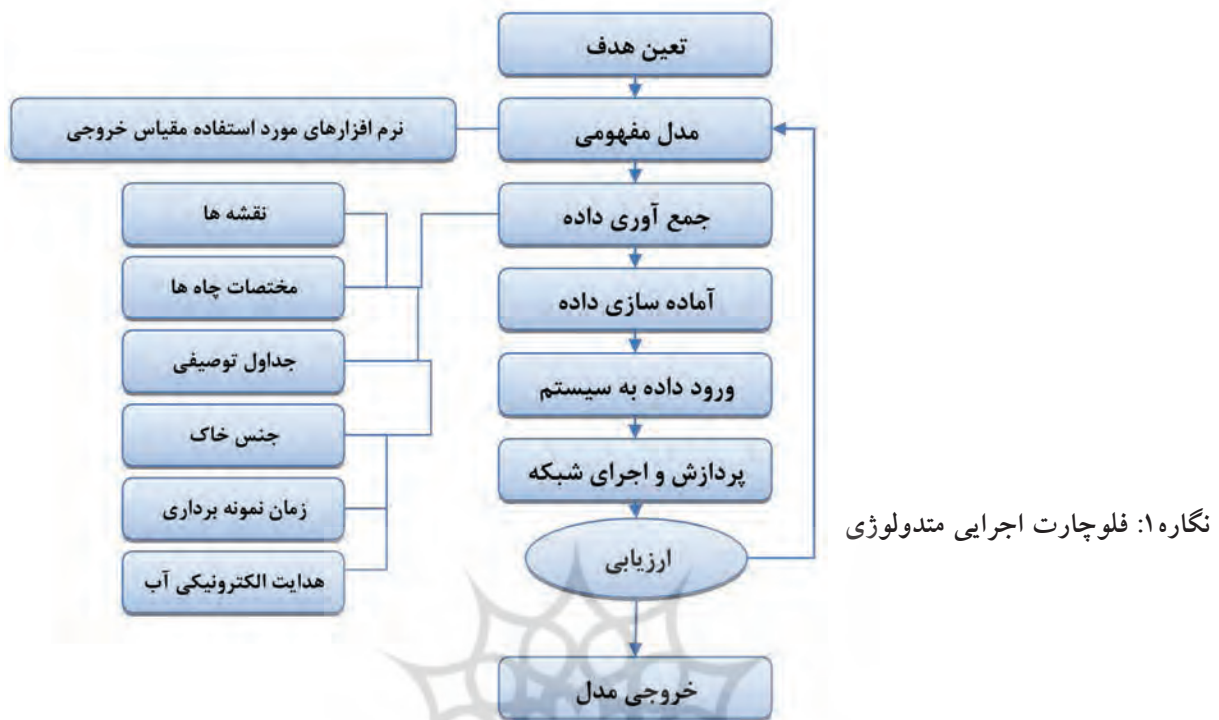 تعین هدف
مدل مفهومی
نرم افزارهای مورد استفاده مقیاس خروجی
جمع آوری داده
نقشه ها
مختصات چاه ها
جداول توصیفی
جنس خاک
زمان نمونه برداری
هدایت الکترونیکی آب
آماده سازی داده
ورود داده به سیستم
پردازش و اجرای شبکه
ارزیابی
خروجی مدل
نگاره۱: فلوچارت اجرایی متدولوژی